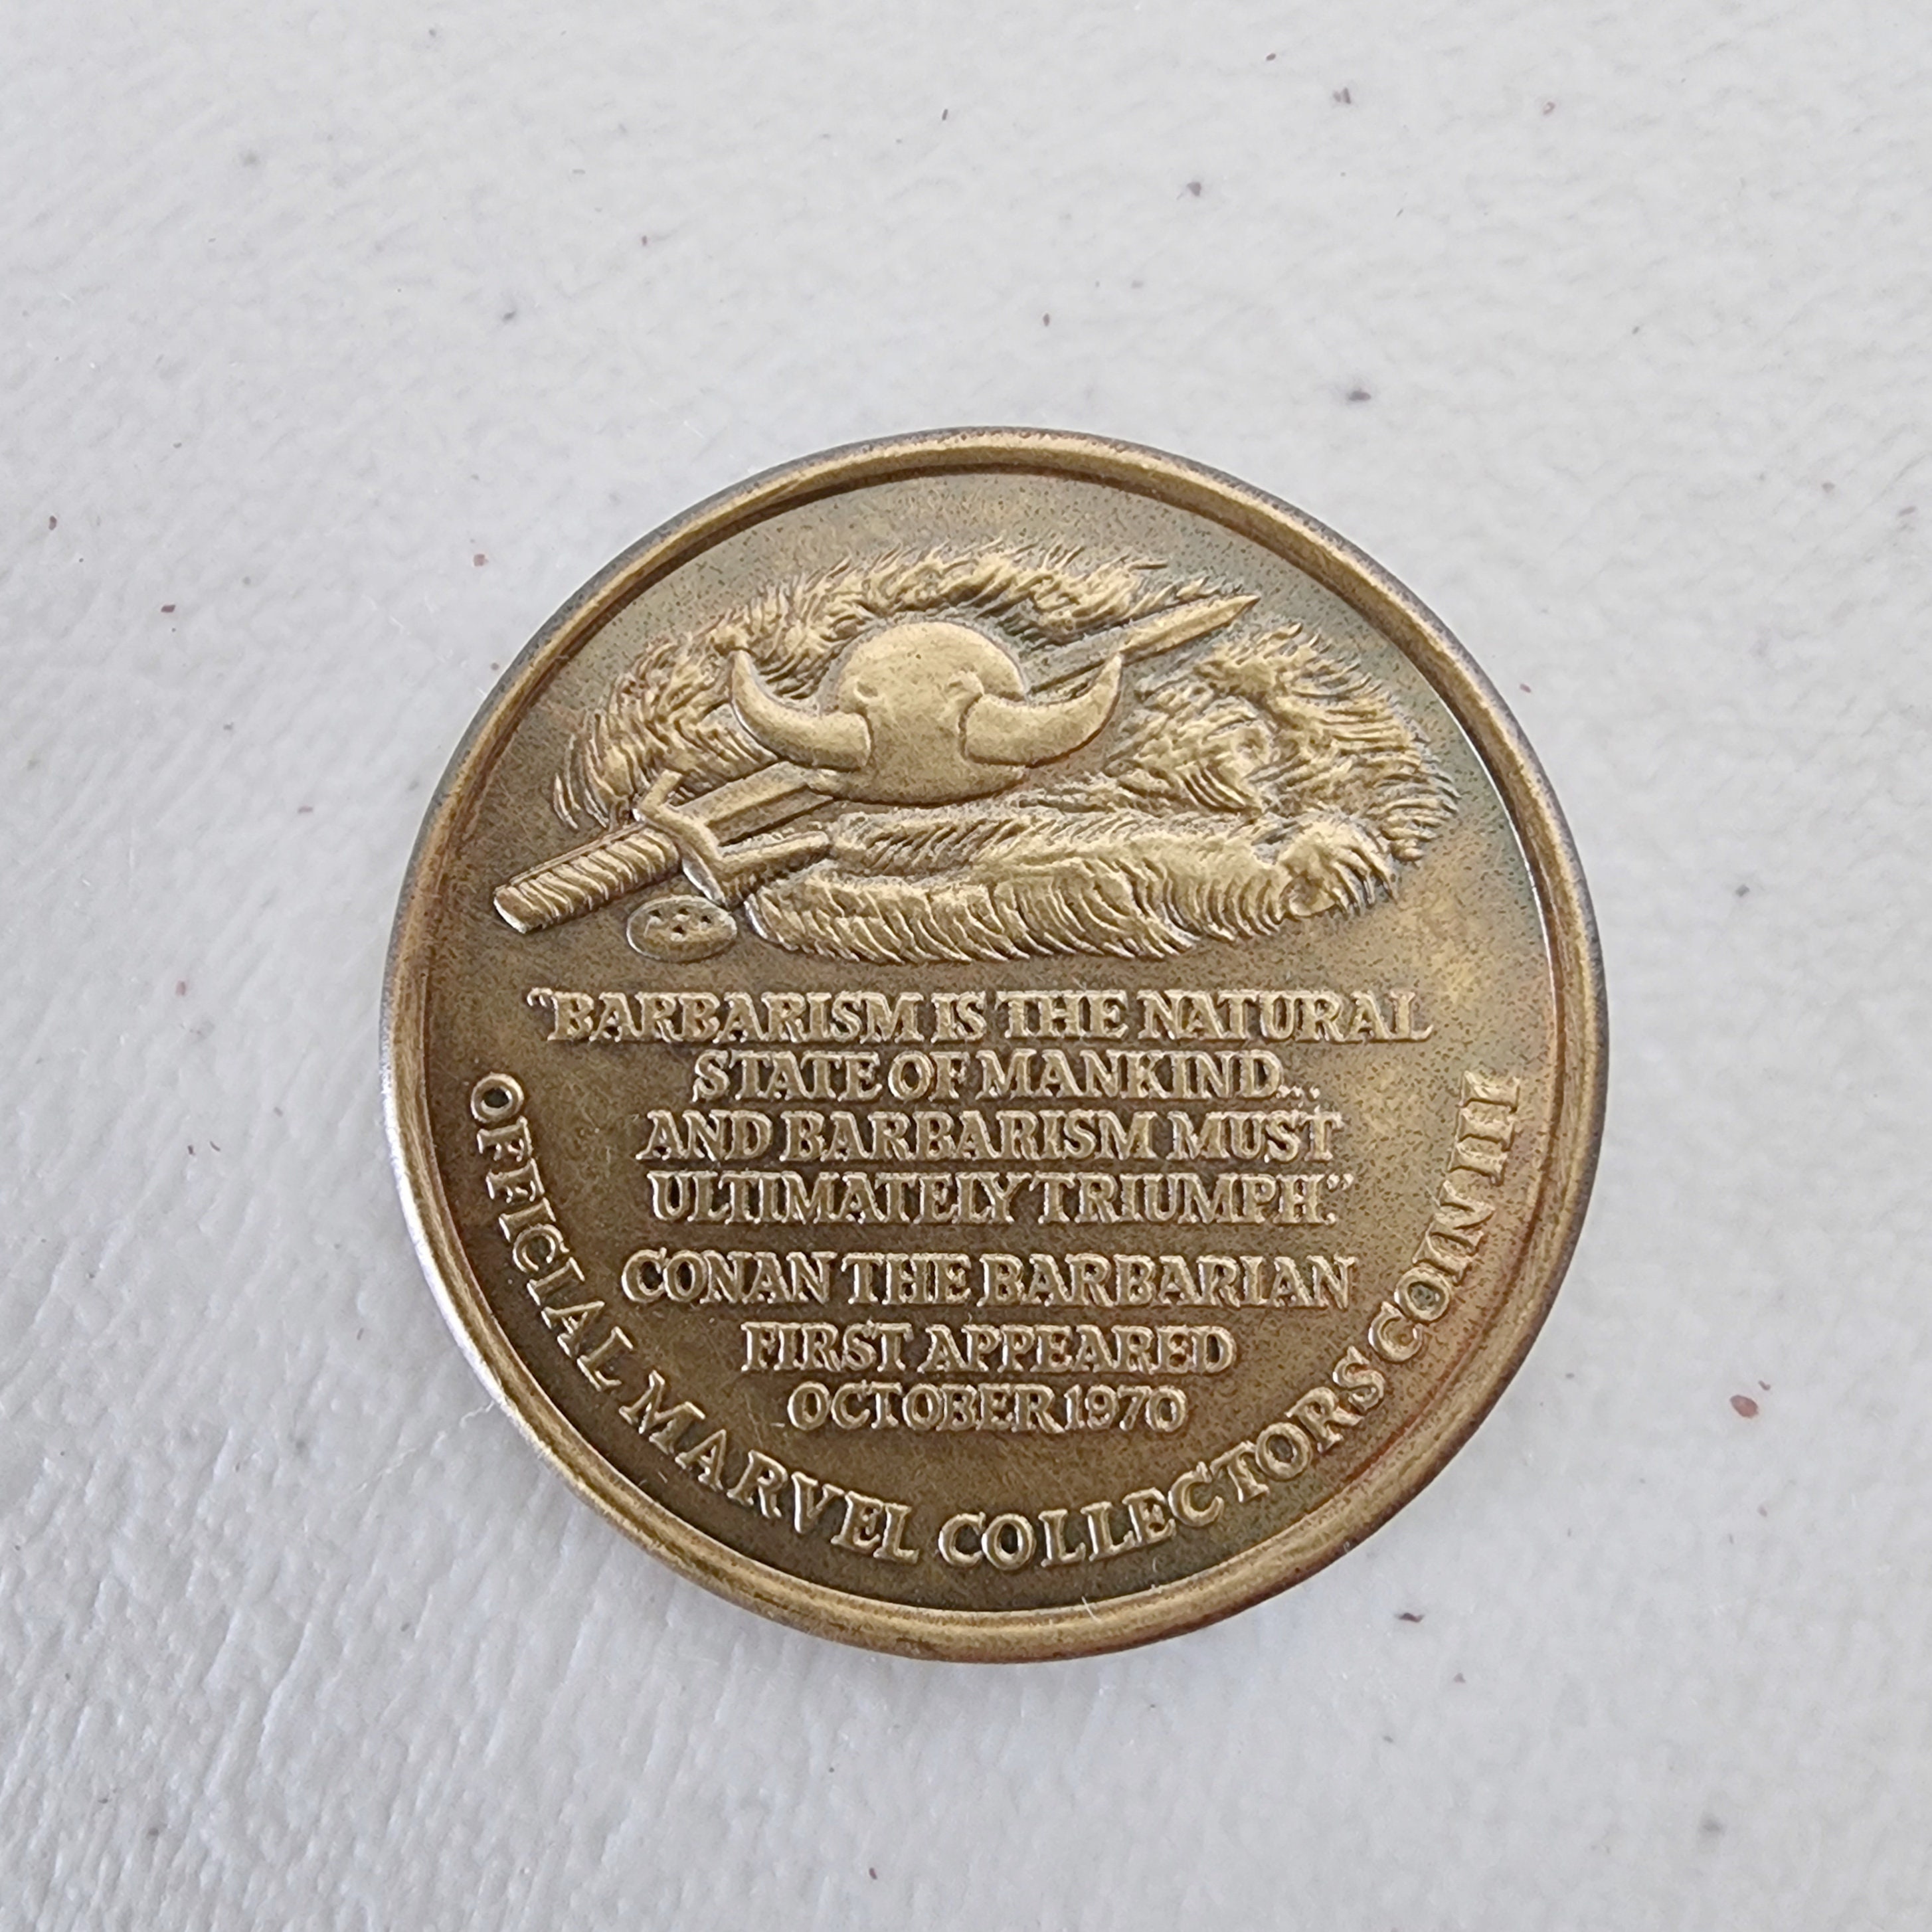 "BARBARISM IS THE NATURAL
STATE OF MANKIND...
AND BARBARISM MUST
ULTIMATELY TRIUMPH."
CONAN THE BARBARIAN
FIRST APPEARED
OCTOBER 1970
OFFICIAL MARVEL COLLECTORS COIN III